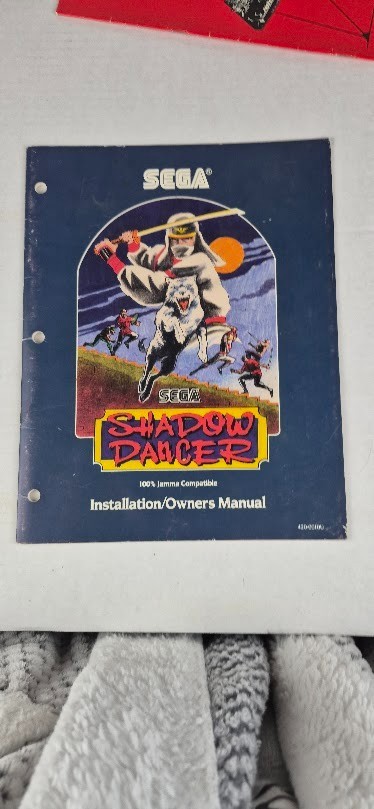 SEGA®
SEGA
SHADOW
DANCER
100% Jamma Compatible
Installation/Owners Manual